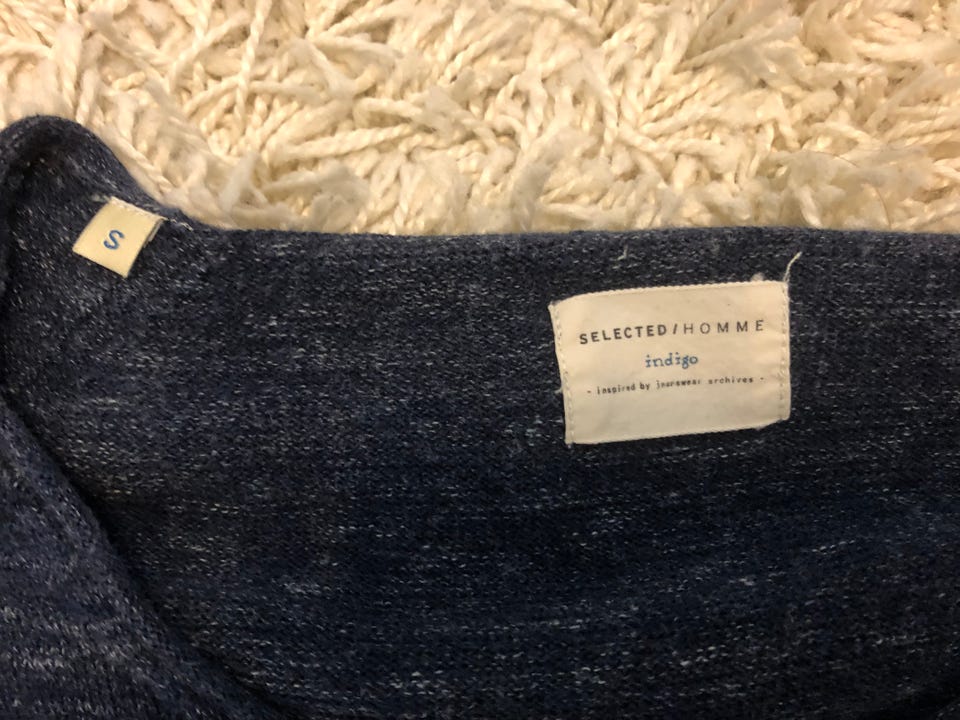 S
SELECTED / HOMME
indigo
- inspired by jeanswear archives -